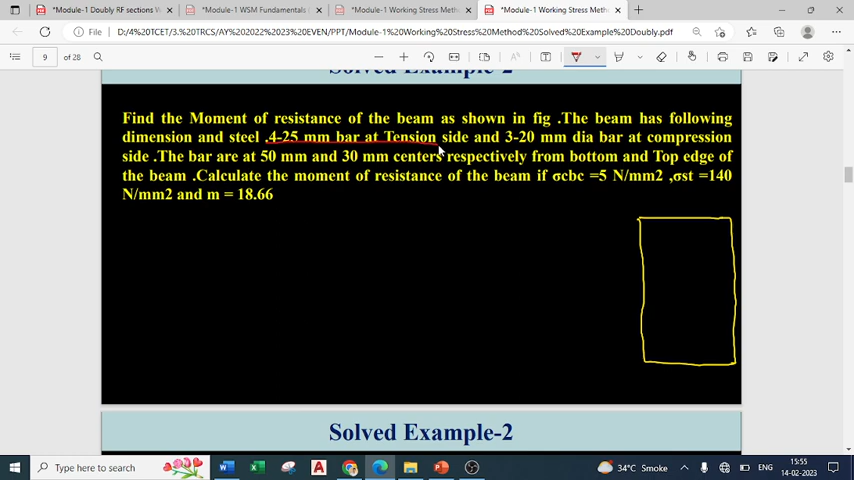 *Module-1 Doubly RF sections W
*Module-1 WSM Fundamentals
*Module-1 Working Stress Method
*Module-1 Working Stress Metho
File
D:/4%20TCET/3.%20TRCS/AY%202022%2023%20EVEN/PPT/Module-1%20Working%20Stress%20Method%20Solved%20Example%20Doubly.pdf
9 of 28
Solved Example-2
Find the Moment of resistance of the beam as shown in fig .The beam has following
dimension and steel .4-25 mm bar at Tension side and 3-20 mm dia bar at compression
side .The bar are at 50 mm and 30 mm centers respectively from bottom and Top edge of
the beam .Calculate the moment of resistance of the beam if σcbc =5 N/mm2 ,σst =140
N/mm2 and m = 18.66
Solved Example-2
Type here to search
34°C Smoke
ENG
15:55
14-02-2023